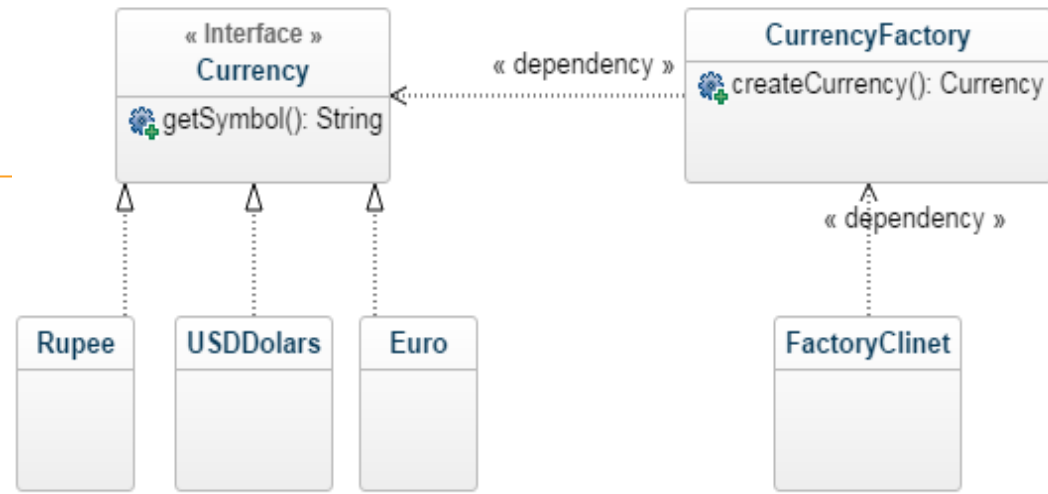 « Interface »
Currency
getSymbol(): String
« dependency »
CurrencyFactory
createCurrency(): Currency
« dependency »
Rupee
USDDolars
Euro
FactoryClinet